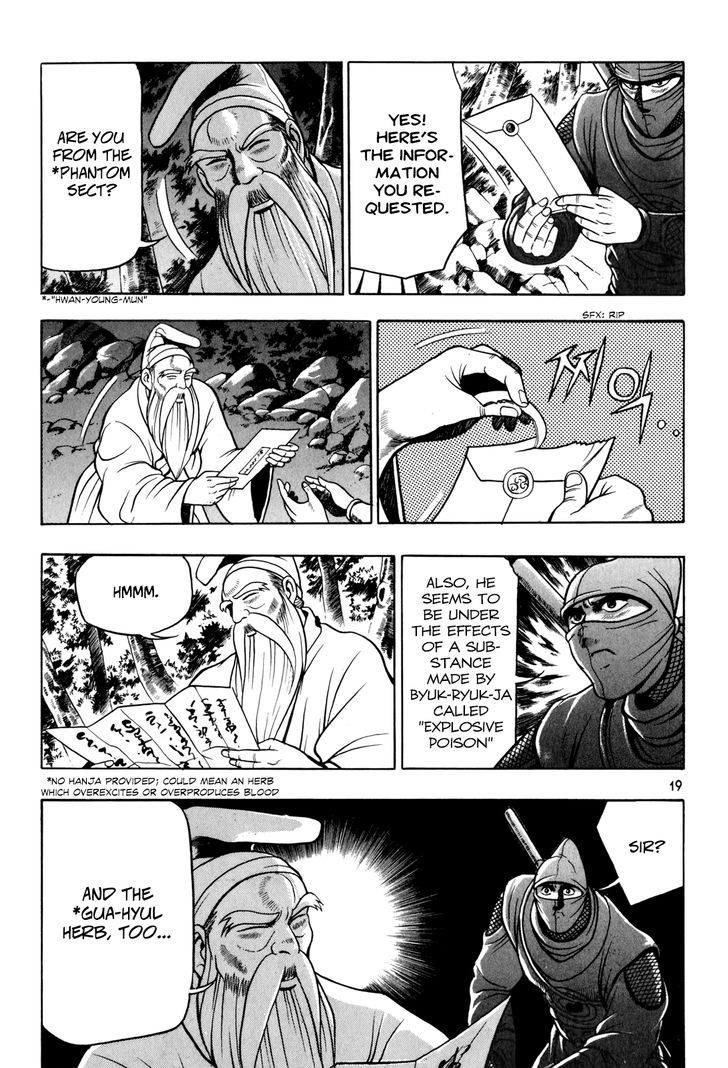 ARE YOU
FROM THE
*PHANTOM
SECT?
YES!
HERE'S
THE INFOR-
MATION
YOU RE-
QUESTED.
*-"HWAN-YOUNG-MUN"
SFX: RIP
찌익
HMMM.
ALSO, HE
SEEMS TO
BE UNDER
THE EFFECTS
OF A SUB-
STANCE
MADE BY
BYUK-RYUK-JA
CALLED
"EXPLOSIVE
POISON"
*NO HANJA PROVIDED; COULD MEAN AN HERB
WHICH OVEREXCITES OR OVERPRODUCES BLOOD
19
SIR?
AND THE
*GUA-HYUL
HERB, TOO...